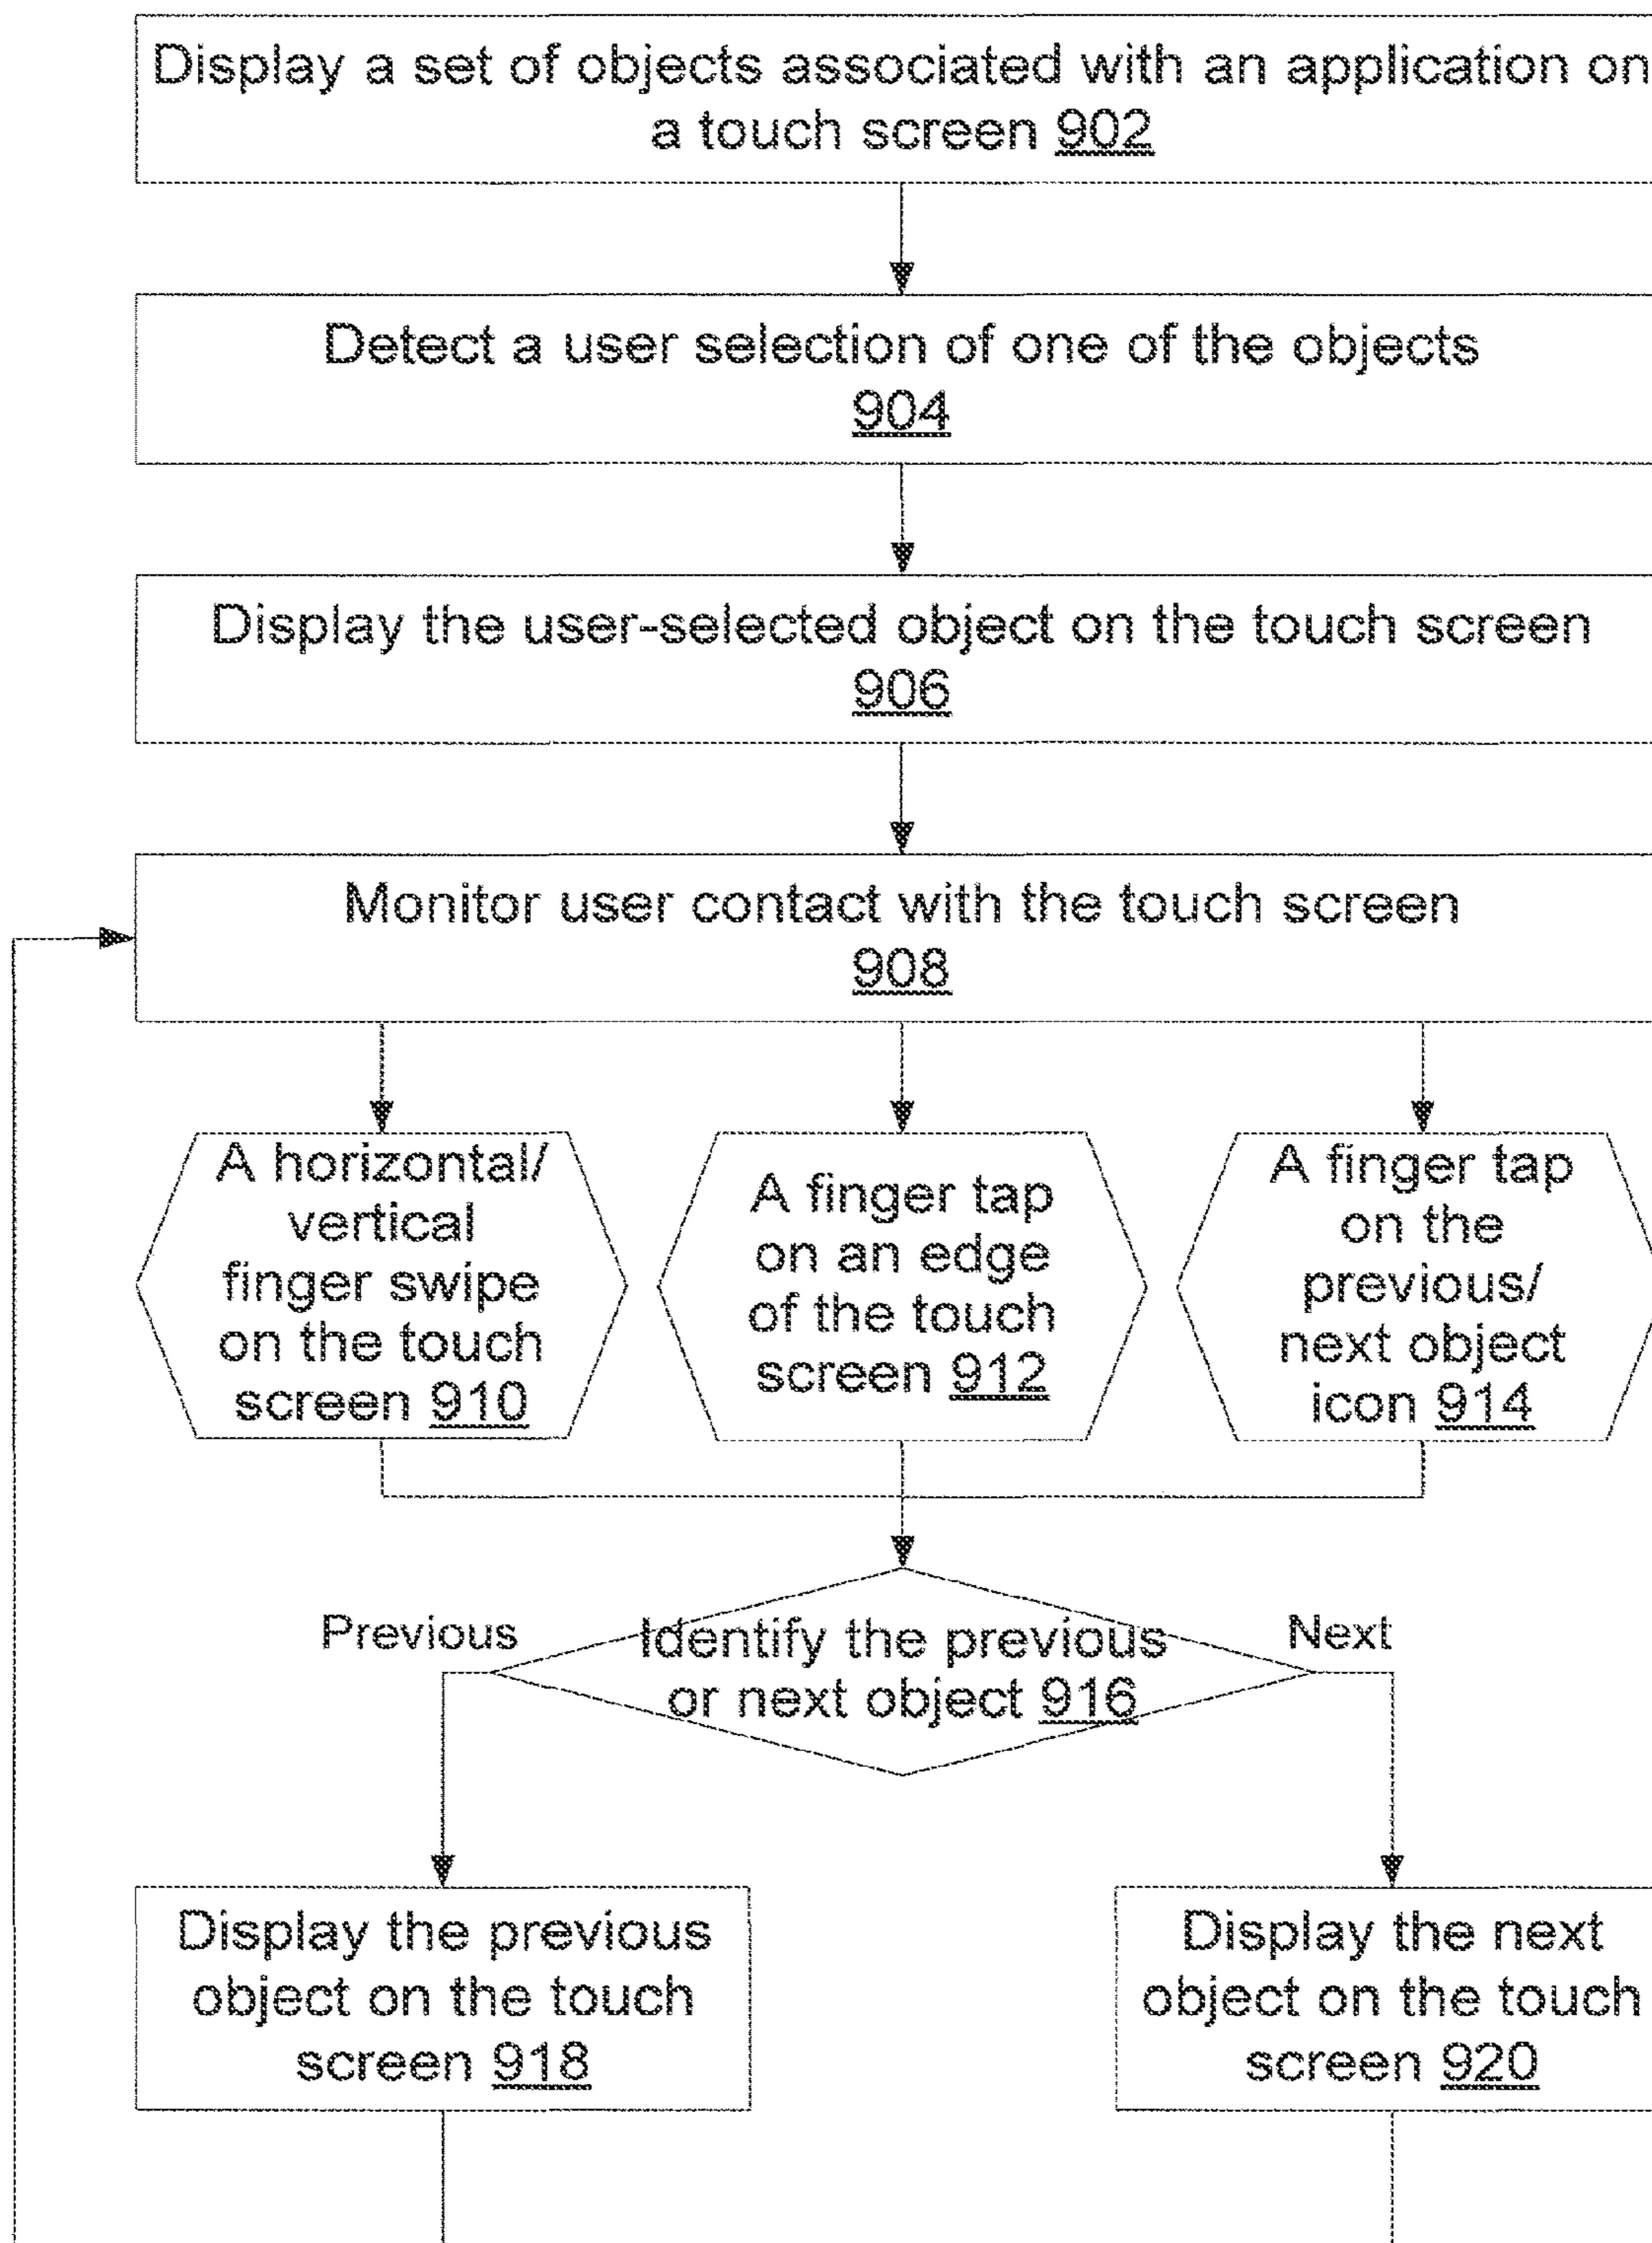 Display a set of objects associated with an application on
a touch screen 902
Detect a user selection of one of the objects
904
Display the user-selected object on the touch screen
906
Monitor user contact with the touch screen
908
A horizontal/
vertical
finger swipe
on the touch
screen 910
A finger tap
on an edge
of the touch
screen 912
A finger tap
on the
previous/
next object
icon 914
Previous
Identify the previous
or next object 916
Next
Display the previous
object on the touch
screen 918
Display the next
object on the touch
screen 920